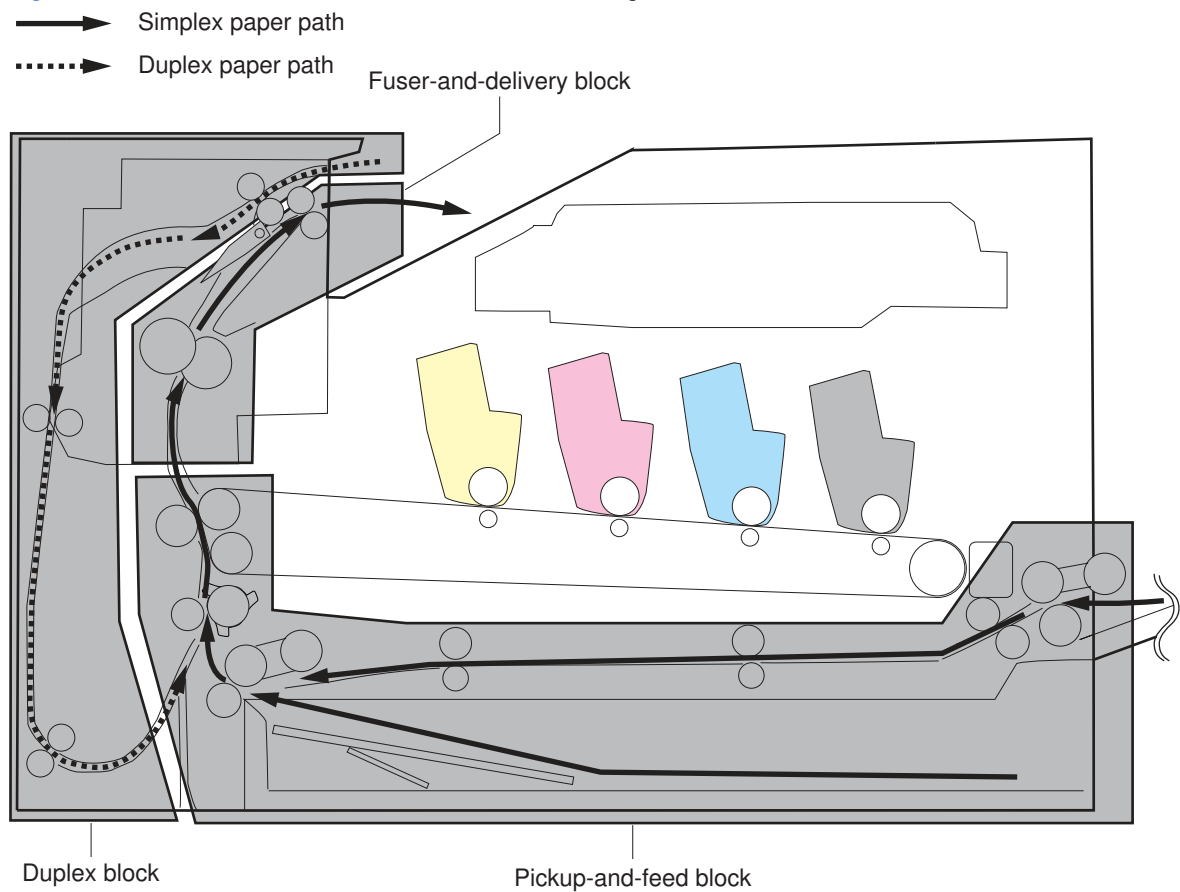 Simplex paper path
Duplex paper path
Fuser-and-delivery block
Duplex block
Pickup-and-feed block